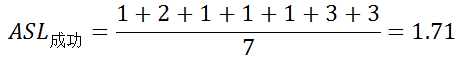 ASL成功 = (1 + 2 + 1 + 1 + 1 + 3 + 3) / 7 = 1.71